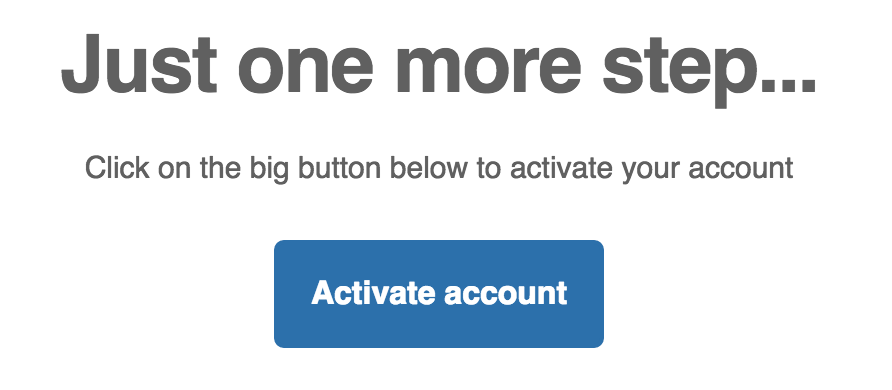 Just one more step...
Click on the big button below to activate your account
Activate account